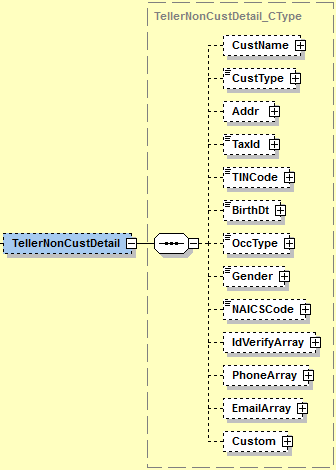 TellerNonCustDetail_CType
CustName
CustType
Addr
TaxId
TINCode
BirthDt
TellerNonCustDetail
OccType
Gender
NAICSCode
IdVerifyArray
PhoneArray
EmailArray
Custom